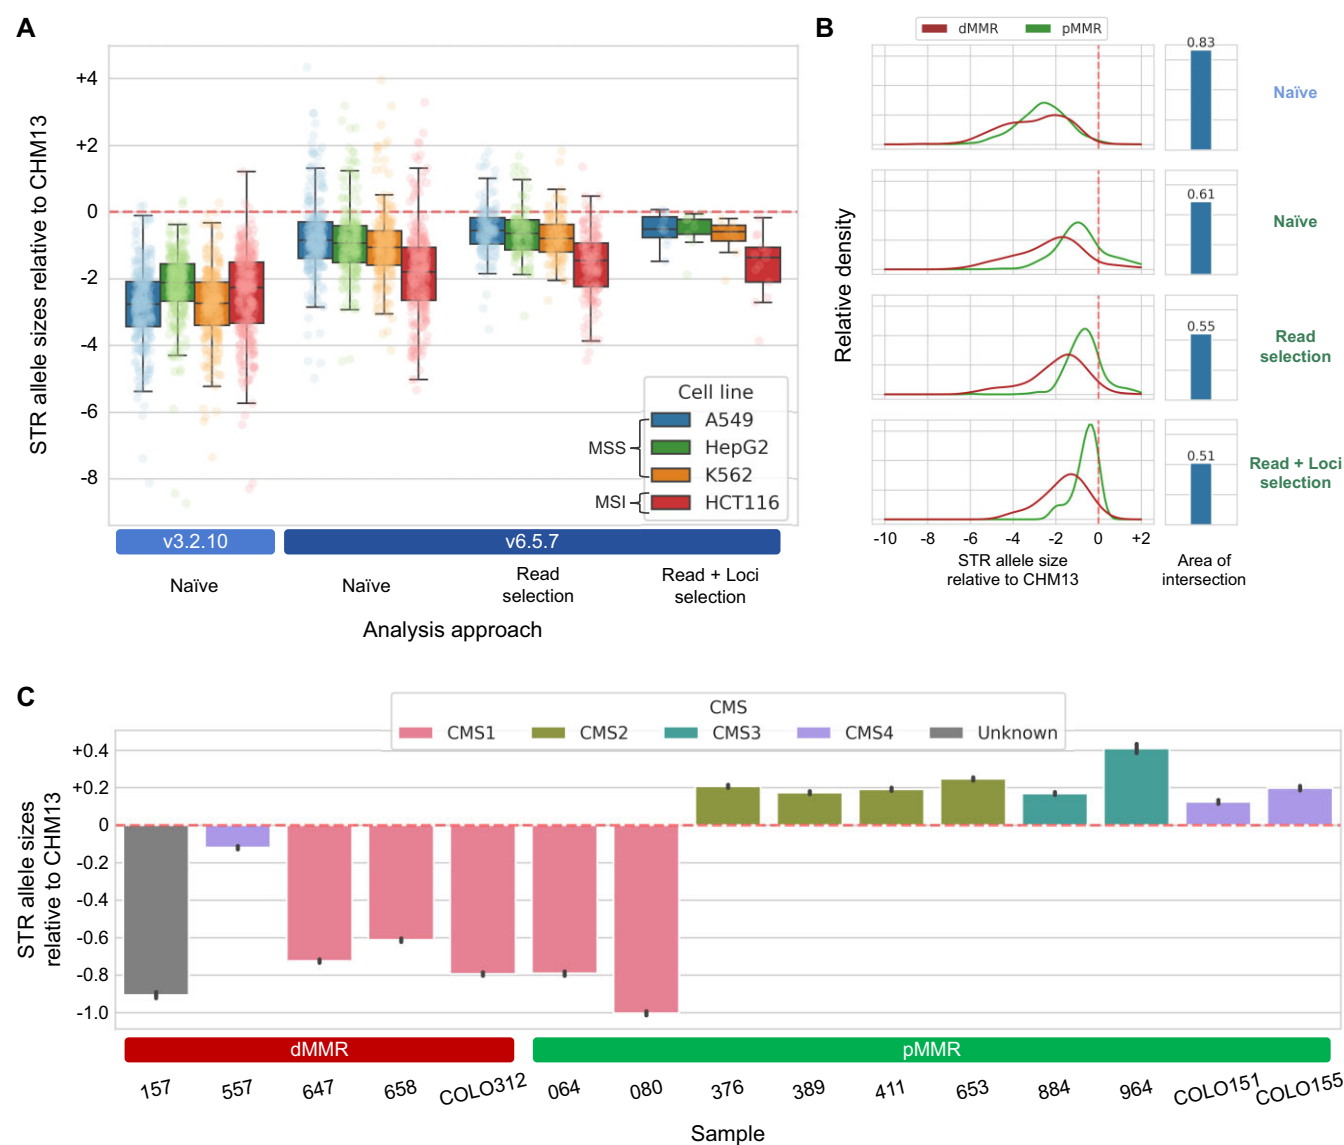 A
STR allele sizes relative to CHM13
+4
+2
0
−2
−4
−6
−8
Cell line
A549
HepG2
K562
HCT116
MSS
MSI
v3.2.10
v6.5.7
Naïve
Naïve
Read
selection
Read + Loci
selection
Analysis approach
B
dMMR
pMMR
Relative density
0.83
Naïve
0.61
Naïve
0.55
Read
selection
0.51
Read + Loci
selection
-10 -8 -6 -4 -2 0 +2
STR allele size
relative to CHM13
Area of
intersection
C
CMS
CMS1 CMS2 CMS3 CMS4 Unknown
STR allele sizes
relative to CHM13
+0.4
+0.2
0
-0.2
-0.4
-0.6
-0.8
-1.0
dMMR
pMMR
157 557 647 658 COLO312 064 080 376 389 411 653 884 964 COLO151 COLO155
Sample